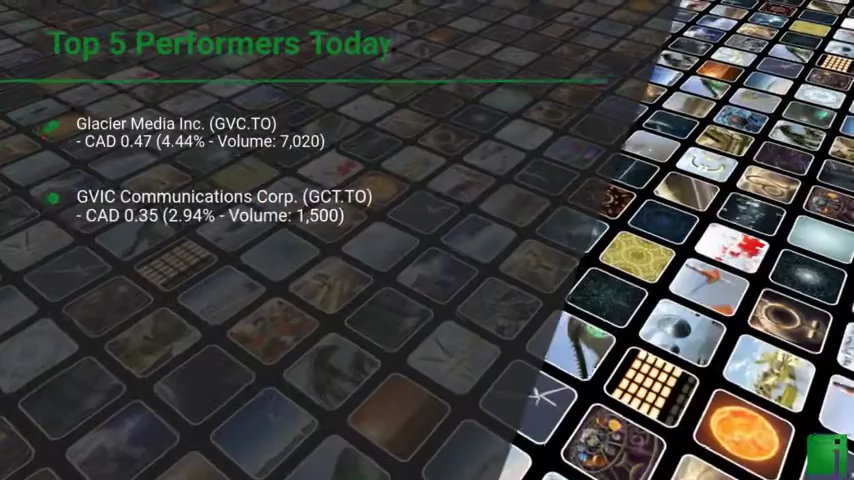 Top 5 Performers Today
Glacier Media Inc. (GVC.TO)
- CAD 0.47 (4.44% - Volume: 7,020)
GVIC Communications Corp. (GCT.TO)
- CAD 0.35 (2.94% - Volume: 1,500)
i